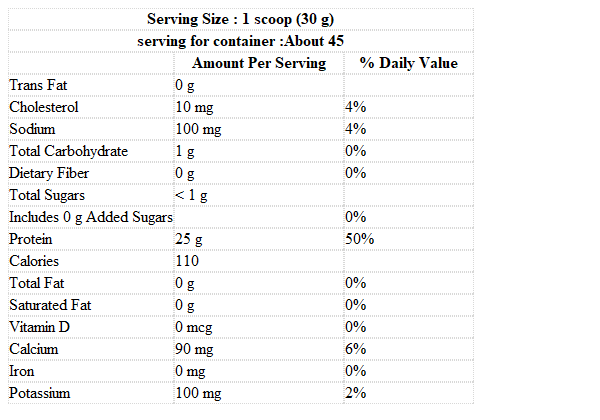 Serving Size : 1 scoop (30 g)
serving for container :About 45
Amount Per Serving % Daily Value
Trans Fat 0 g
Cholesterol 10 mg 4%
Sodium 100 mg 4%
Total Carbohydrate 1 g 0%
Dietary Fiber 0 g 0%
Total Sugars < 1 g
Includes 0 g Added Sugars 0%
Protein 25 g 50%
Calories 110
Total Fat 0 g 0%
Saturated Fat 0 g 0%
Vitamin D 0 mcg 0%
Calcium 90 mg 6%
Iron 0 mg 0%
Potassium 100 mg 2%